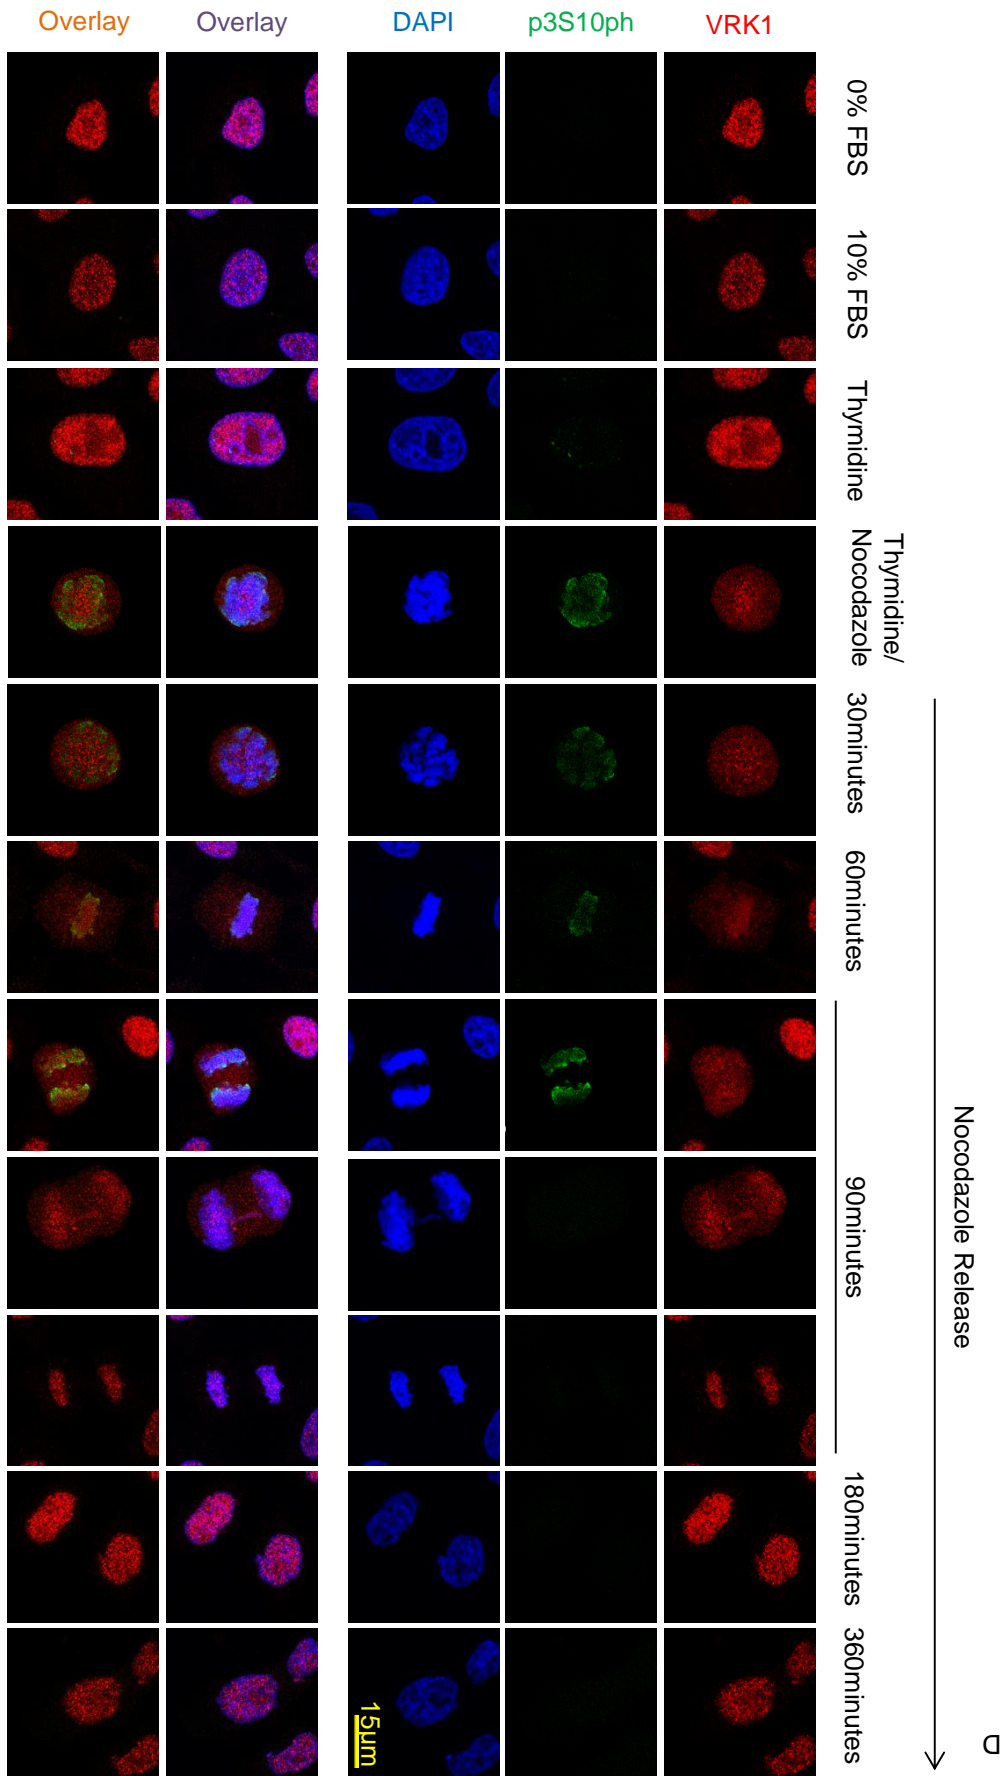 Overlay
Overlay
DAPI
p3S10ph
VRK1
0% FBS
10% FBS
Thymidine
Thymidine/
Nocodazole
30minutes
60minutes
90minutes
180minutes
360minutes
Nocodazole Release
15μm
D